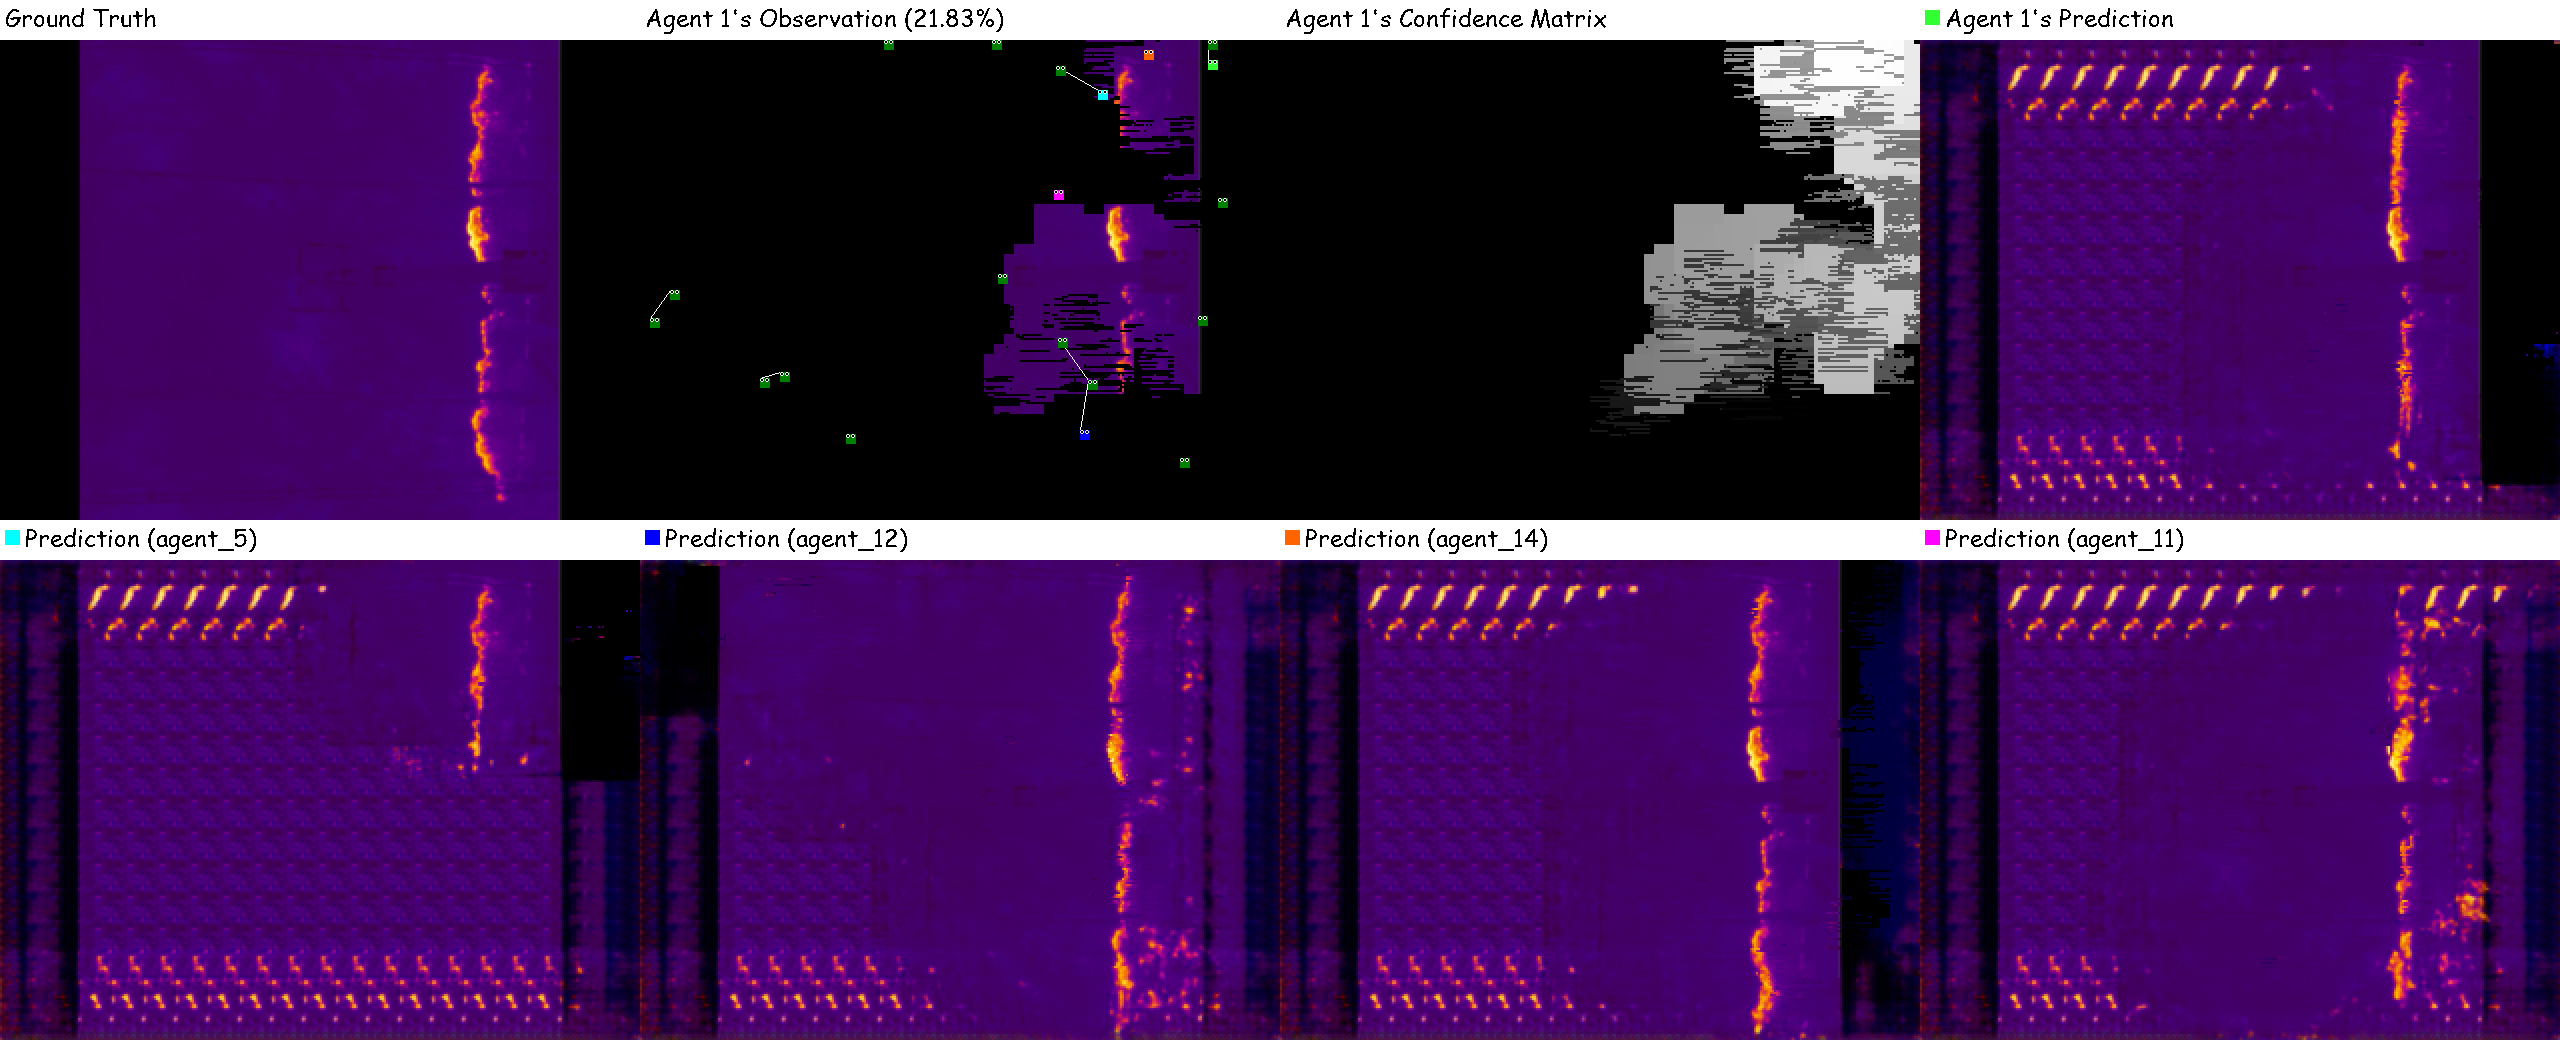 Ground Truth
Agent 1's Observation (21.83%)
Agent 1's Confidence Matrix
Agent 1's Prediction
Prediction (agent_5)
Prediction (agent_12)
Prediction (agent_14)
Prediction (agent_11)